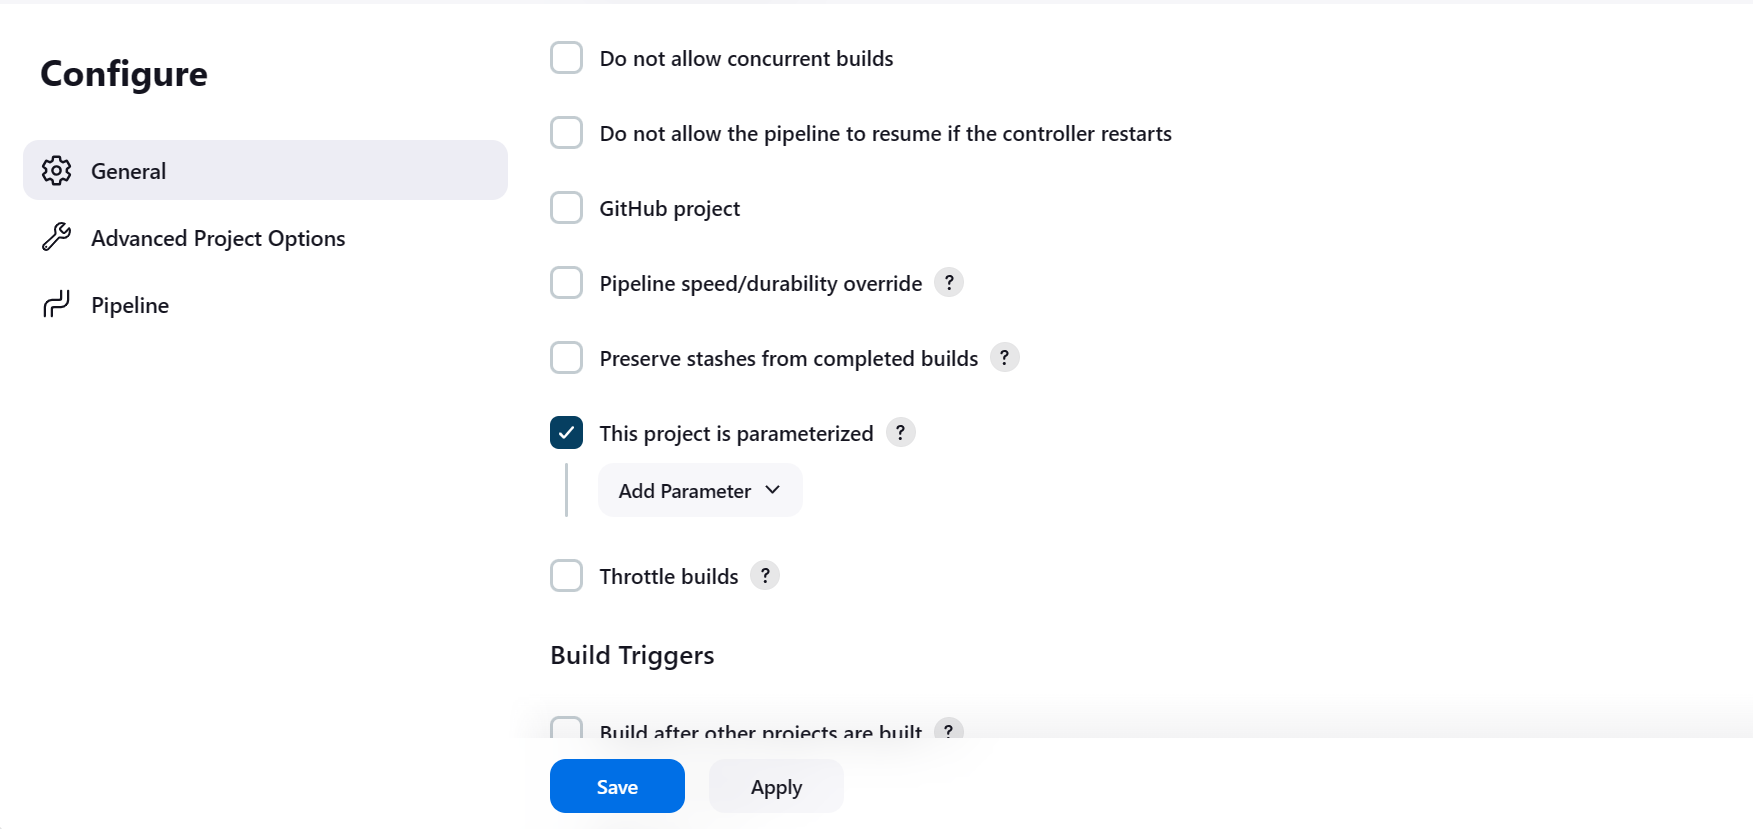 Configure
General
Advanced Project Options
Pipeline
Do not allow concurrent builds
Do not allow the pipeline to resume if the controller restarts
GitHub project
Pipeline speed/durability override ?
Preserve stashes from completed builds ?
This project is parameterized ?
Add Parameter
Throttle builds ?
Build Triggers
Build after other projects are built ?
Save
Apply